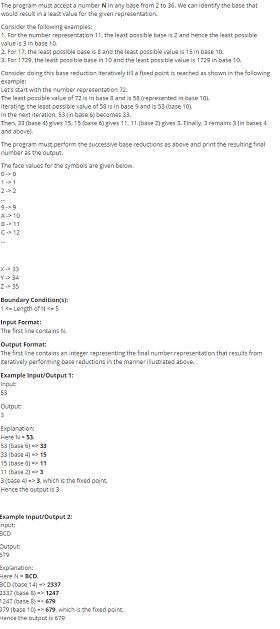 The program must accept a number N in any base from 2 to 36. We can identify the base that
would result in a least value for the given representation.
Consider the following examples:
1. For the number representation 11, the least possible base is 2 and hence the least possible
value is 3 in base 10.
2. For 17, the least possible base is 8 and the least possible value is 15 in base 10.
3. For 1729, the least possible base in 10 and the least possible value is 1729 in base 10.
Consider doing this base reduction iteratively till a fixed point is reached as shown in the following
example:
Let's start with the number representation 72.
The least possible value of 72 is in base 8 and is 58 (represented in base 10).
Iterating, the least possible value of 58 is in base 9 and is 53 (base 10).
In the next iteration, 53 (in base 6) becomes 33.
Then, 33 (base 4) gives 15, 15 (base 6) gives 11, 11 (base 2) gives 3. Finally, 3 remains 3 (in bases 4
and above).
The program must perform the successive base reductions as above and print the resulting final
number as the output.
The face values for the symbols are given below.
0 -> 0
1 -> 1
2 -> 2
...
9 -> 9
A -> 10
B -> 11
C -> 12
...
X -> 33
Y -> 34
Z -> 35
Boundary Condition(s):
1 <= Length of N <= 5
Input Format:
The first line contains N.
Output Format:
The first line contains an integer representing the final number representation that results from
iteratively performing base reductions in the manner illustrated above.
Example Input/Output 1:
Input:
53
Output:
3
Explanation:
Here N = 53.
53 (base 6) => 33
33 (base 4) => 15
15 (base 6) => 11
11 (base 2) => 3
3 (base 4) => 3, which is the fixed point.
Hence the output is 3
Example Input/Output 2:
Input:
BCD
Output:
679
Explanation:
Here N = BCD.
BCD (base 14) => 2337
2337 (base 8) => 1247
1247 (base 8) => 679
679 (base 10) => 679, which is the fixed point.
Hence the output is 679